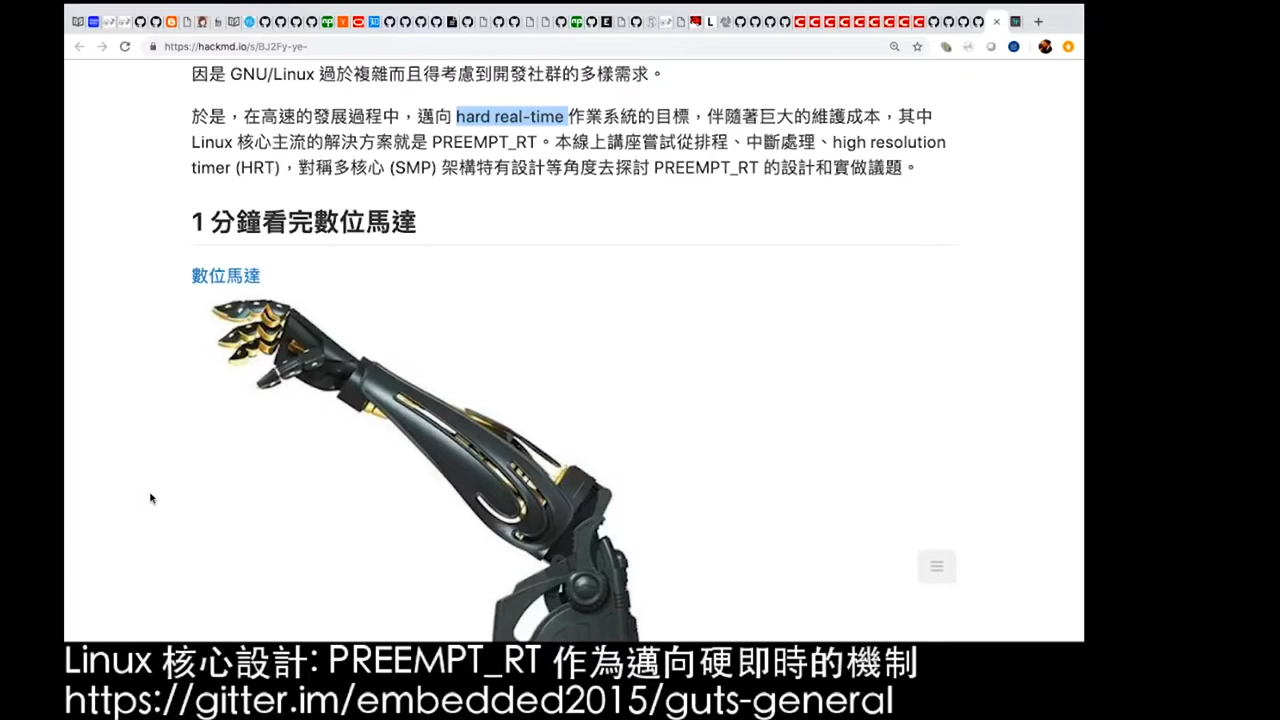 https://hackmd.io/s/BJ2Fy-ye-
因是 GNU/Linux 過於複雜而且得考慮到開發社群的多樣需求。
於是，在高速的發展過程中，邁向 hard real-time 作業系統的目標，伴隨著巨大的維護成本，其中
Linux 核心主流的解決方案就是 PREEMPT_RT。本線上講座嘗試從排程、中斷處理、high resolution
timer (HRT)，對稱多核心 (SMP) 架構特有設計等角度去探討 PREEMPT_RT 的設計和實做議題。
1 分鐘看完數位馬達
數位馬達
Linux 核心設計: PREEMPT_RT 作為邁向硬即時的機制
https://gitter.im/embedded2015/guts-general